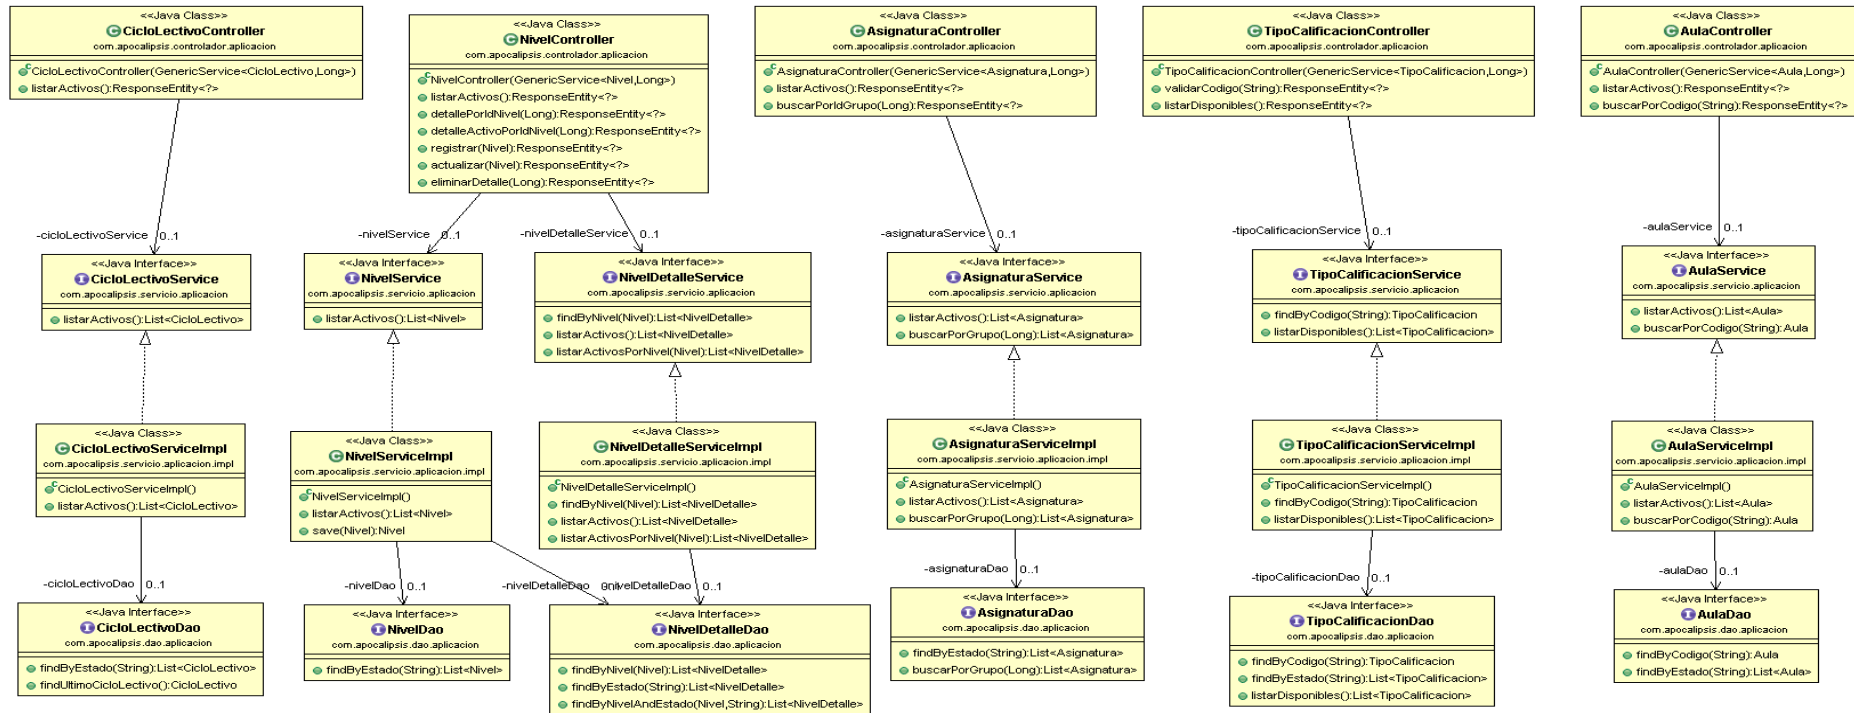 <<Java Class>>
CicloLectivoController
com.apocalipsis.controlador.aplicacion
CicloLectivoController(GenericService<CicloLectivo,Long>)
listarActivos():ResponseEntity<?>
<<Java Class>>
NivelController
com.apocalipsis.controlador.aplicacion
NivelController(GenericService<Nivel,Long>)
listarActivos():ResponseEntity<?>
detallePorIdNivel(Long):ResponseEntity<?>
detalleActivoPorIdNivel(Long):ResponseEntity<?>
registrar(Nivel):ResponseEntity<?>
actualizar(Nivel):ResponseEntity<?>
eliminarDetalle(Long):ResponseEntity<?>
<<Java Class>>
AsignaturaController
com.apocalipsis.controlador.aplicacion
AsignaturaController(GenericService<Asignatura,Long>)
listarActivos():ResponseEntity<?>
buscarPorIdGrupo(Long):ResponseEntity<?>
<<Java Class>>
TipoCalificacionController
com.apocalipsis.controlador.aplicacion
TipoCalificacionController(GenericService<TipoCalificacion,Long>)
validarCodigo(String):ResponseEntity<?>
listarDisponibles():ResponseEntity<?>
<<Java Class>>
AulaController
com.apocalipsis.controlador.aplicacion
AulaController(GenericService<Aula,Long>)
listarActivos():ResponseEntity<?>
buscarPorCodigo(String):ResponseEntity<?>
-cicloLectivoService 0..1
-nivelService 0..1
-nivelDetalleService 0..1
-asignaturaService 0..1
-tipoCalificacionService 0..1
-aulaService 0..1
<<Java Interface>>
CicloLectivoService
com.apocalipsis.servicio.aplicacion
listarActivos():List<CicloLectivo>
<<Java Interface>>
NivelService
com.apocalipsis.servicio.aplicacion
listarActivos():List<Nivel>
<<Java Interface>>
NivelDetalleService
com.apocalipsis.servicio.aplicacion
findByNivel(Nivel):List<NivelDetalle>
listarActivos():List<NivelDetalle>
listarActivosPorNivel(Nivel):List<NivelDetalle>
<<Java Interface>>
AsignaturaService
com.apocalipsis.servicio.aplicacion
listarActivos():List<Asignatura>
buscarPorGrupo(Long):List<Asignatura>
<<Java Interface>>
TipoCalificacionService
com.apocalipsis.servicio.aplicacion
findByCodigo(String):TipoCalificacion
listarDisponibles():List<TipoCalificacion>
<<Java Interface>>
AulaService
com.apocalipsis.servicio.aplicacion
listarActivos():List<Aula>
buscarPorCodigo(String):Aula
<<Java Class>>
CicloLectivoServiceImpl
com.apocalipsis.servicio.aplicacion.impl
CicloLectivoServiceImpl()
listarActivos():List<CicloLectivo>
<<Java Class>>
NivelServiceImpl
com.apocalipsis.servicio.aplicacion.impl
NivelServiceImpl()
listarActivos():List<Nivel>
save(Nivel):Nivel
<<Java Class>>
NivelDetalleServiceImpl
com.apocalipsis.servicio.aplicacion.impl
NivelDetalleServiceImpl()
findByNivel(Nivel):List<NivelDetalle>
listarActivos():List<NivelDetalle>
listarActivosPorNivel(Nivel):List<NivelDetalle>
<<Java Class>>
AsignaturaServiceImpl
com.apocalipsis.servicio.aplicacion.impl
AsignaturaServiceImpl()
listarActivos():List<Asignatura>
buscarPorGrupo(Long):List<Asignatura>
<<Java Class>>
TipoCalificacionServiceImpl
com.apocalipsis.servicio.aplicacion.impl
TipoCalificacionServiceImpl()
findByCodigo(String):TipoCalificacion
listarDisponibles():List<TipoCalificacion>
<<Java Class>>
AulaServiceImpl
com.apocalipsis.servicio.aplicacion.impl
AulaServiceImpl()
listarActivos():List<Aula>
buscarPorCodigo(String):Aula
-cicloLectivoDao 0..1
-nivelDao 0..1
-nivelDetalleDao 0..1
-nivelDetalleDao 0..1
-asignaturaDao 0..1
-tipoCalificacionDao 0..1
-aulaDao 0..1
<<Java Interface>>
CicloLectivoDao
com.apocalipsis.dao.aplicacion
findByEstado(String):List<CicloLectivo>
findUltimoCicloLectivo():CicloLectivo
<<Java Interface>>
NivelDao
com.apocalipsis.dao.aplicacion
findByEstado(String):List<Nivel>
<<Java Interface>>
NivelDetalleDao
com.apocalipsis.dao.aplicacion
findByNivel(Nivel):List<NivelDetalle>
findByEstado(String):List<NivelDetalle>
findByNivelAndEstado(Nivel,String):List<NivelDetalle>
<<Java Interface>>
AsignaturaDao
com.apocalipsis.dao.aplicacion
findByEstado(String):List<Asignatura>
buscarPorGrupo(Long):List<Asignatura>
<<Java Interface>>
TipoCalificacionDao
com.apocalipsis.dao.aplicacion
findByCodigo(String):TipoCalificacion
findByEstado(String):List<TipoCalificacion>
listarDisponibles():List<TipoCalificacion>
<<Java Interface>>
AulaDao
com.apocalipsis.dao.aplicacion
findByCodigo(String):Aula
findByEstado(String):List<Aula>